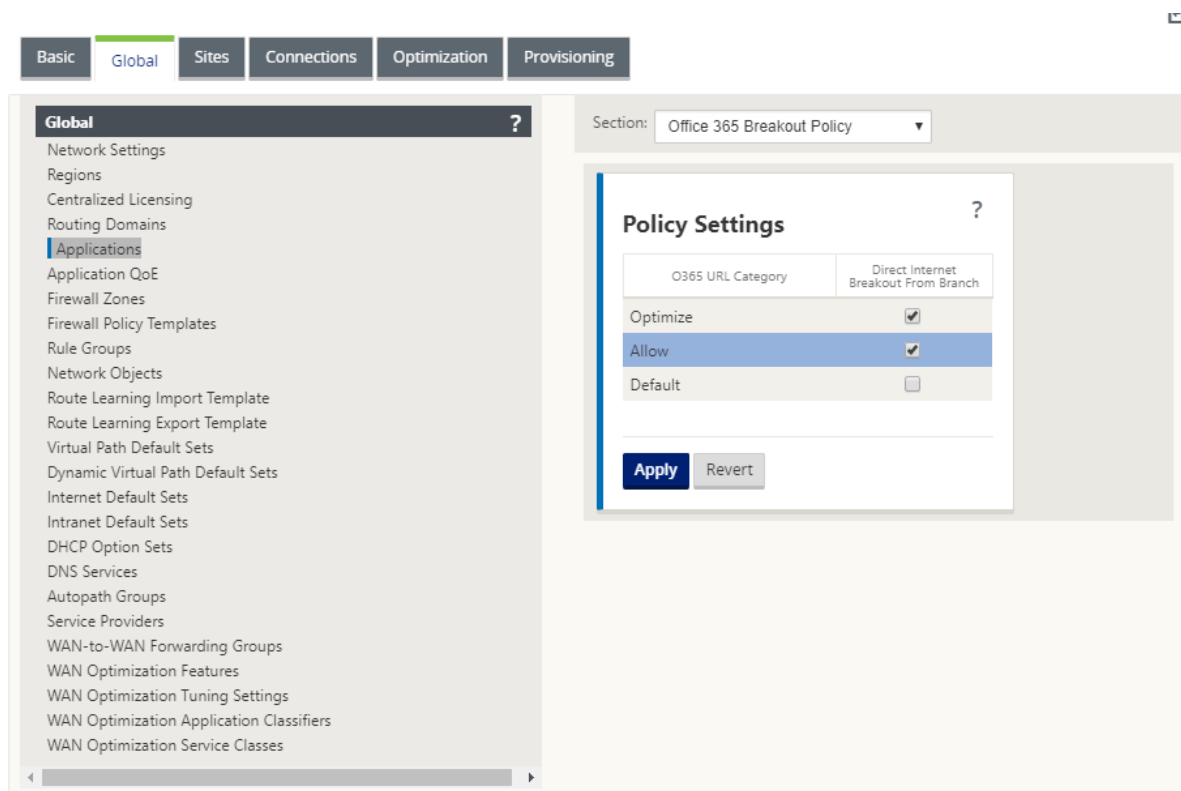 Basic Global Sites Connections Optimization Provisioning
Global ?
Network Settings
Regions
Centralized Licensing
Routing Domains
Applications
Application QoE
Firewall Zones
Firewall Policy Templates
Rule Groups
Network Objects
Route Learning Import Template
Route Learning Export Template
Virtual Path Default Sets
Dynamic Virtual Path Default Sets
Internet Default Sets
Intranet Default Sets
DHCP Option Sets
DNS Services
Autopath Groups
Service Providers
WAN-to-WAN Forwarding Groups
WAN Optimization Features
WAN Optimization Tuning Settings
WAN Optimization Application Classifiers
WAN Optimization Service Classes
Section: Office 365 Breakout Policy
?
Policy Settings
O365 URL Category
Direct Internet
Breakout From Branch
Optimize
Allow
Default
Apply Revert